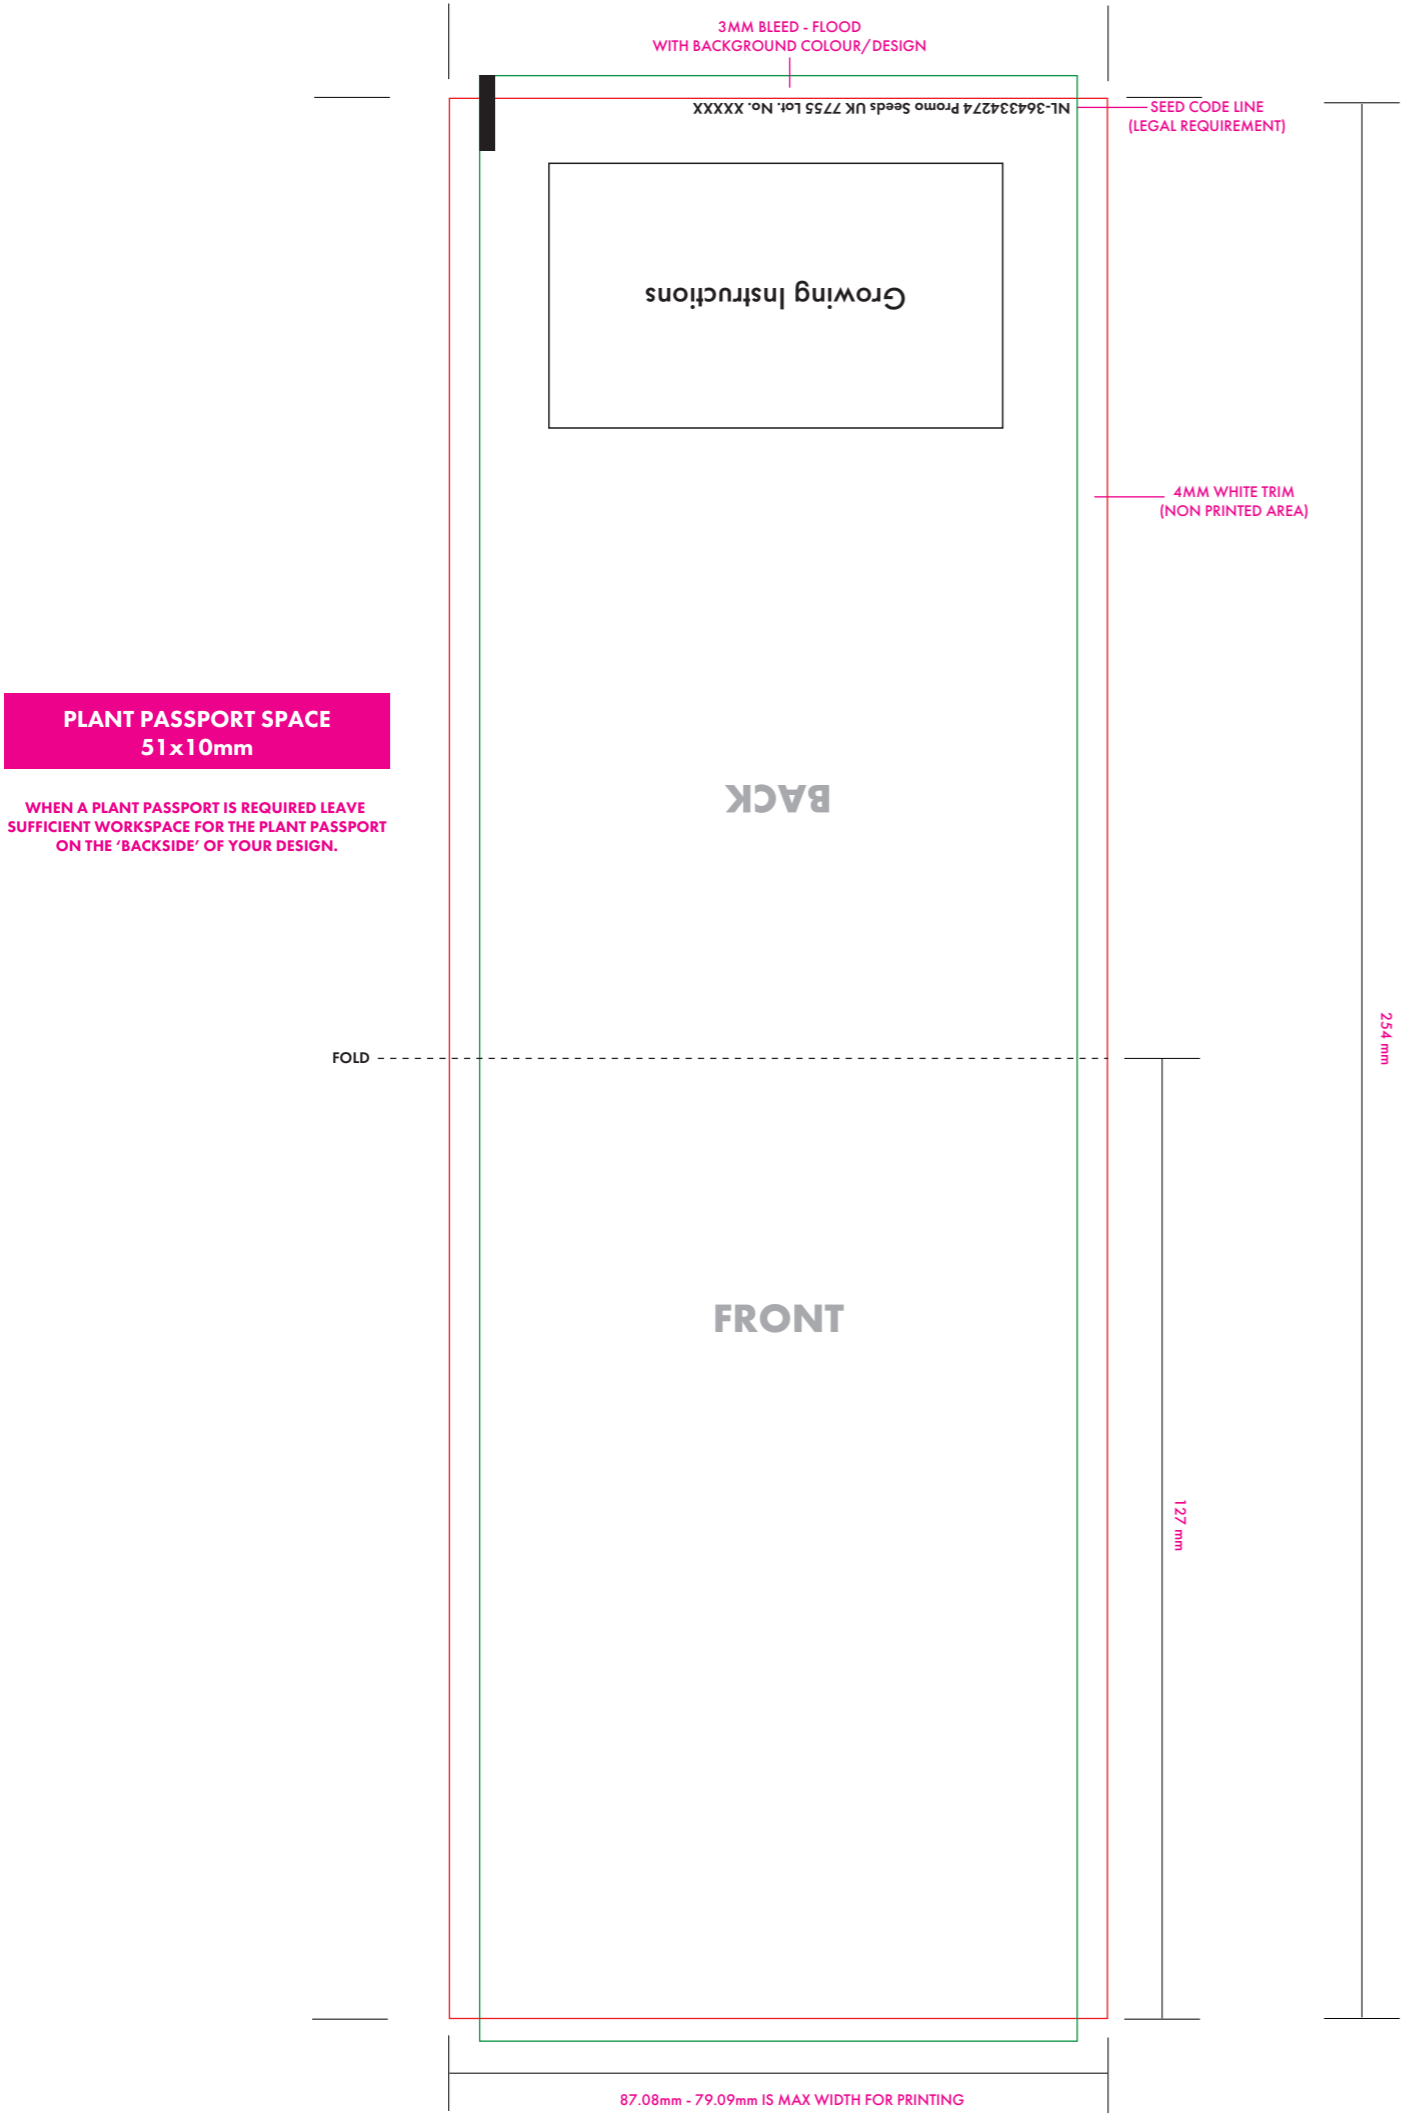 3MM BLEED - FLOOD
WITH BACKGROUND COLOUR/DESIGN
NL-364334274 Promo Seeds UK 7755 Lot. No. XXXXX
SEED CODE LINE
(LEGAL REQUIREMENT)
Growing Instructions
4MM WHITE TRIM
(NON PRINTED AREA)
PLANT PASSPORT SPACE
51x10mm
WHEN A PLANT PASSPORT IS REQUIRED LEAVE
SUFFICIENT WORKSPACE FOR THE PLANT PASSPORT
ON THE ‘BACKSIDE’ OF YOUR DESIGN.
BACK
254 mm
FOLD
FRONT
127 mm
87.08mm - 79.09mm IS MAX WIDTH FOR PRINTING